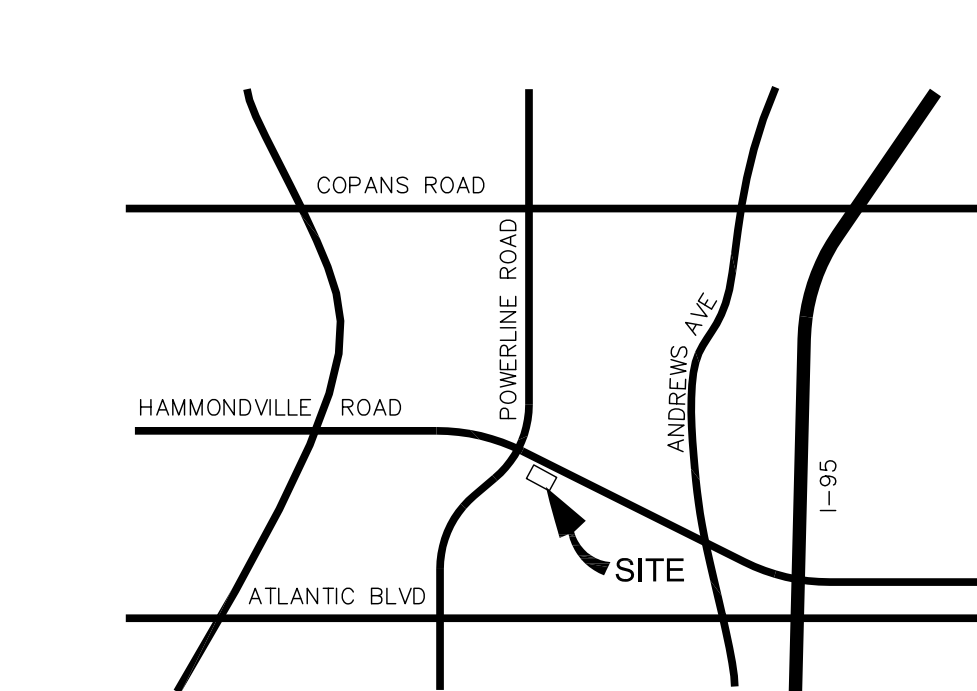 COPANS ROAD
POWERLINE ROAD
ANDREWS AVE
HAMMONDVILLE ROAD
I-95
SITE
ATLANTIC BLVD